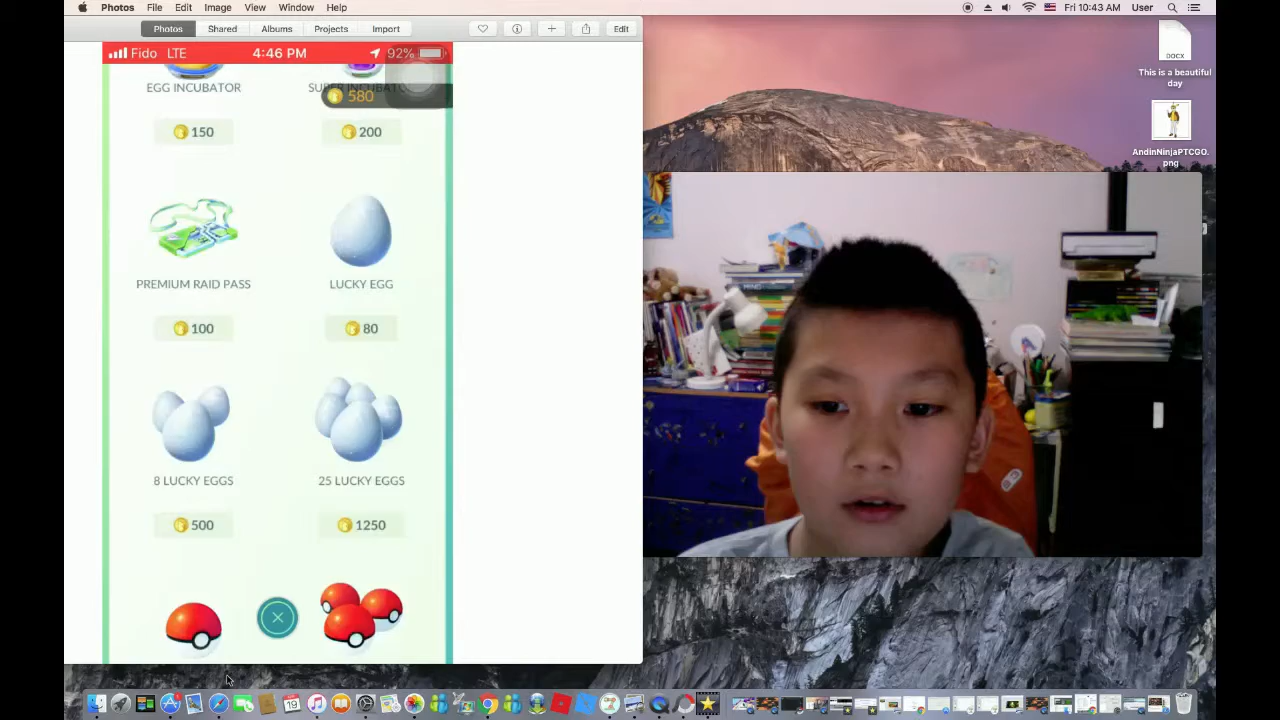 Photos File Edit Image View Window Help
Fri 10:43 AM User
Photos Shared Albums Projects Import
Edit
Fido LTE 4:46 PM 92%
EGG INCUBATOR
580
150 200
PREMIUM RAID PASS LUCKY EGG
100 80
8 LUCKY EGGS 25 LUCKY EGGS
500 1250
DOCX
This is a beautiful
day
AndinNinjaPTCGO.
png
19